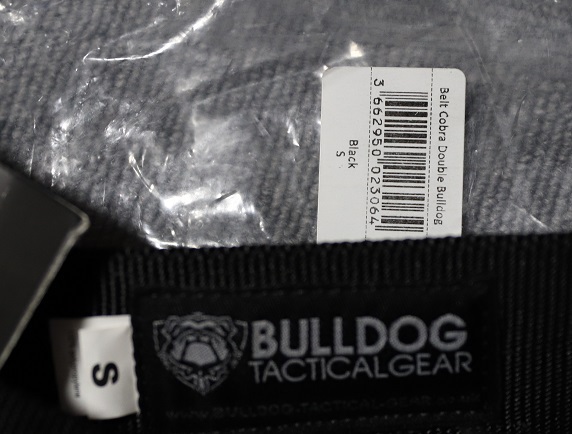 Belt Cobra Double Bulldog
3 662950 023064
Black
S
BULLDOG
TACTICALGEAR
S